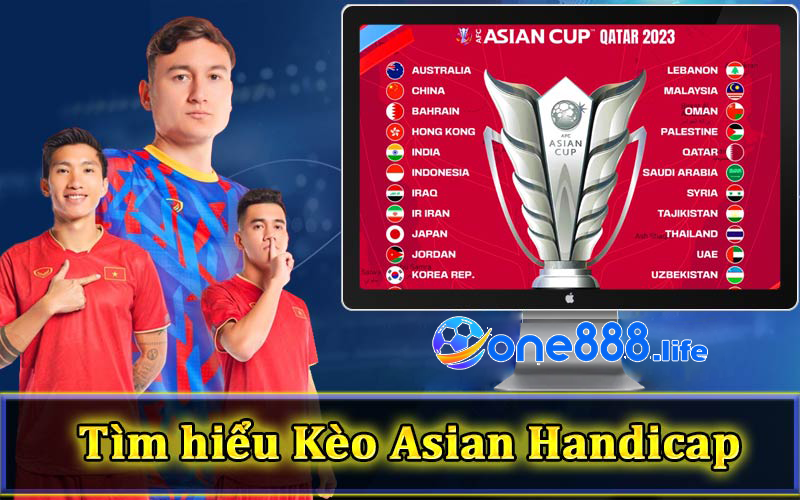 AFC ASIAN CUP™ QATAR 2023
AUSTRALIA
CHINA
BAHRAIN
HONG KONG
INDIA
INDONESIA
IRAQ
IR IRAN
JAPAN
JORDAN
KOREA REP.
LEBANON
MALAYSIA
OMAN
PALESTINE
QATAR
SAUDI ARABIA
SYRIA
TAJIKISTAN
THAILAND
UAE
UZBEKISTAN
AFC
ASIAN
CUP
one888.life
Tìm hiểu Kèo Asian Handicap